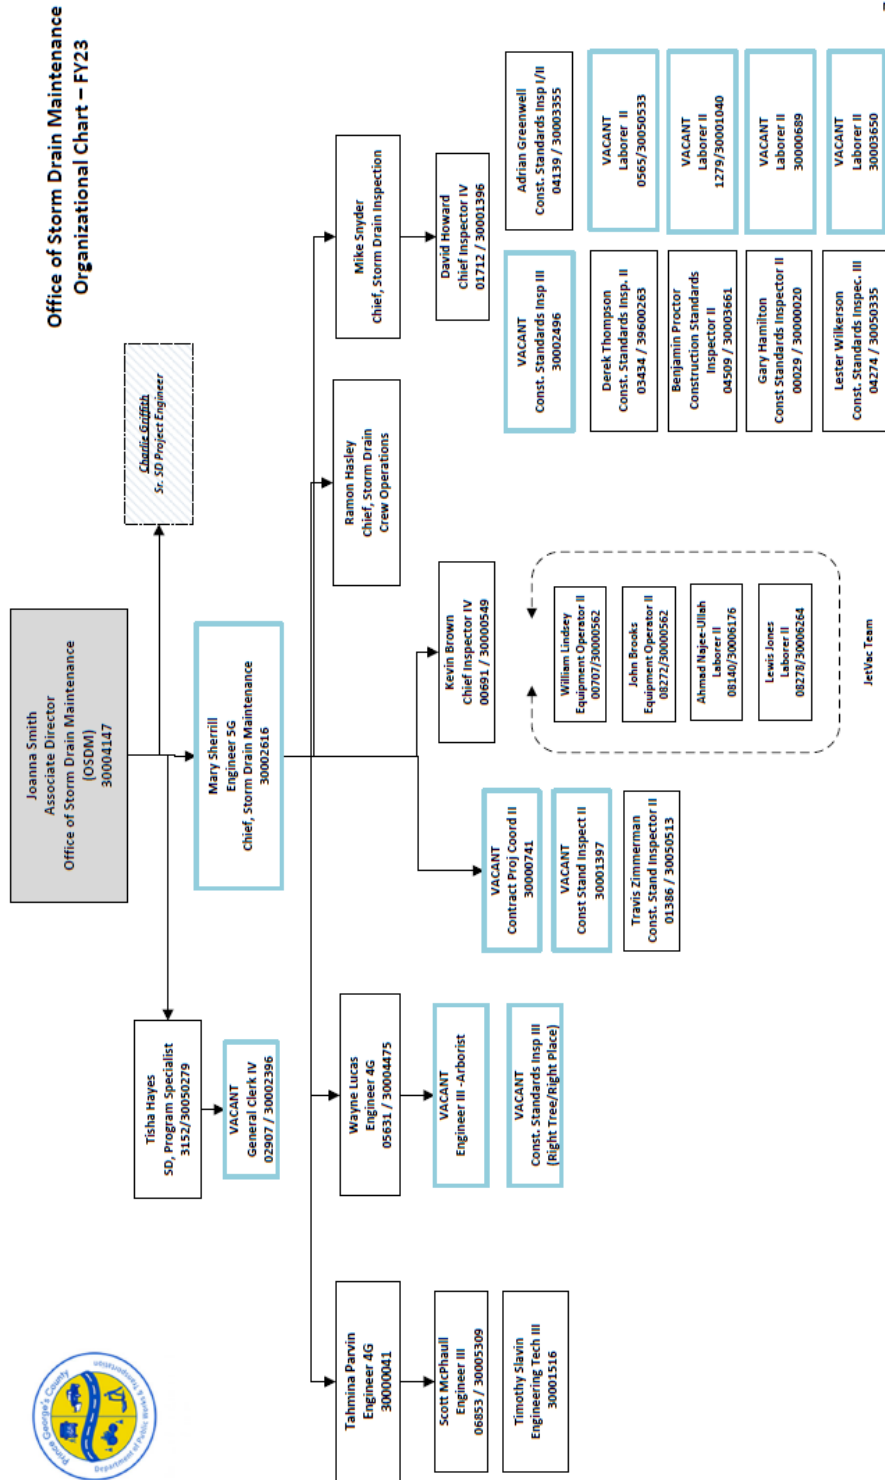 Prince George's County
Department of Public Works & Transportation
Office of Storm Drain Maintenance
Organizational Chart – FY23
Joanna Smith
Associate Director
Office of Storm Drain Maintenance
(OSDM)
30004147
Charlie Griffith
Sr. SD Project Engineer
Tisha Hayes
SD, Program Specialist
3152/30050279
VACANT
General Clerk IV
02907 / 30002396
Mary Sherrill
Engineer 5G
Chief, Storm Drain Maintenance
30002616
Tahmina Parvin
Engineer 4G
30000041
Scott McPhaull
Engineer III
06853 / 30005309
Timothy Slavin
Engineering Tech III
30001516
Wayne Lucas
Engineer 4G
05631 / 30004475
VACANT
Engineer III -Arborist
VACANT
Const. Standards Insp III
(Right Tree/Right Place)
VACANT
Contract Proj Coord II
30000741
VACANT
Const Stand Inspect II
30001397
Travis Zimmerman
Const. Stand Inspector II
01386 / 30050513
Ramon Hasley
Chief, Storm Drain
Crew Operations
Kevin Brown
Chief Inspector IV
00691 / 30000549
William Lindsey
Equipment Operator II
00707/30000562
John Brooks
Equipment Operator II
08272/30000562
Ahmad Najee-Ullah
Laborer II
08140/30006176
Lewis Jones
Laborer II
08278/30006264
JetVac Team
Mike Snyder
Chief, Storm Drain Inspection
David Howard
Chief Inspector IV
01712 / 30001396
VACANT
Const. Standards Insp III
30002496
Adrian Greenwell
Const. Standards Insp I/II
04139 / 30003355
Derek Thompson
Const. Standards Insp. II
03434 / 39600263
VACANT
Laborer II
0565/30050533
Benjamin Proctor
Construction Standards
Inspector II
04509 / 30003661
VACANT
Laborer II
1279/30001040
Gary Hamilton
Const Standards Inspector II
00029 / 30000020
VACANT
Laborer II
30000689
Lester Wilkerson
Const. Standards Inspec. III
04274 / 30050335
VACANT
Laborer II
30003650